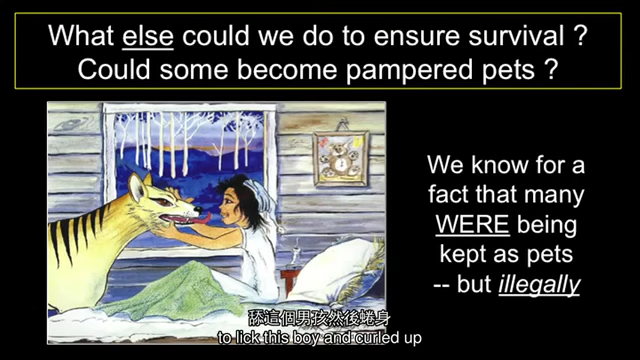 What else could we do to ensure survival ?
Could some become pampered pets ?
We know for a
fact that many
WERE being
kept as pets
-- but illegally
舔這個男孩然後蜷身
to lick this boy and curled up